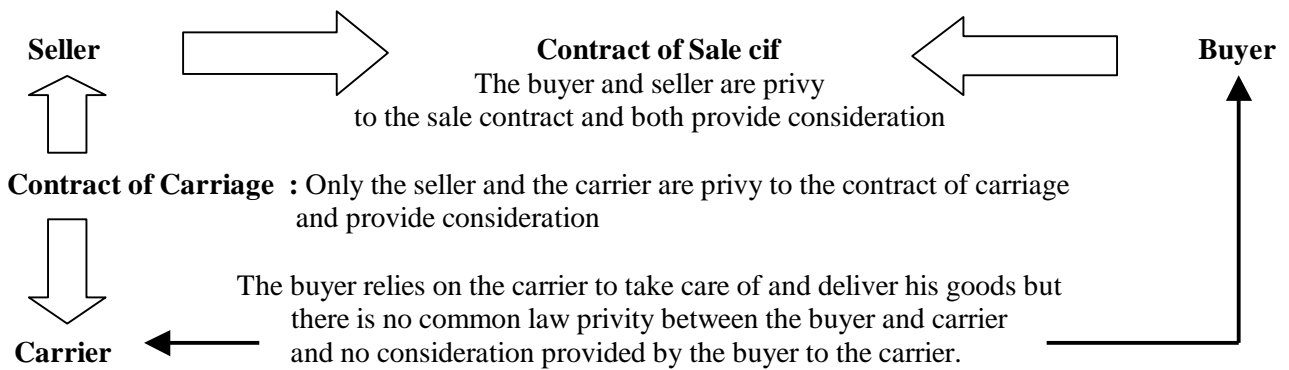 Seller Contract of Sale cif Buyer
The buyer and seller are privy
to the sale contract and both provide consideration
Contract of Carriage : Only the seller and the carrier are privy to the contract of carriage
and provide consideration
The buyer relies on the carrier to take care of and deliver his goods but
there is no common law privity between the buyer and carrier
Carrier and no consideration provided by the buyer to the carrier.